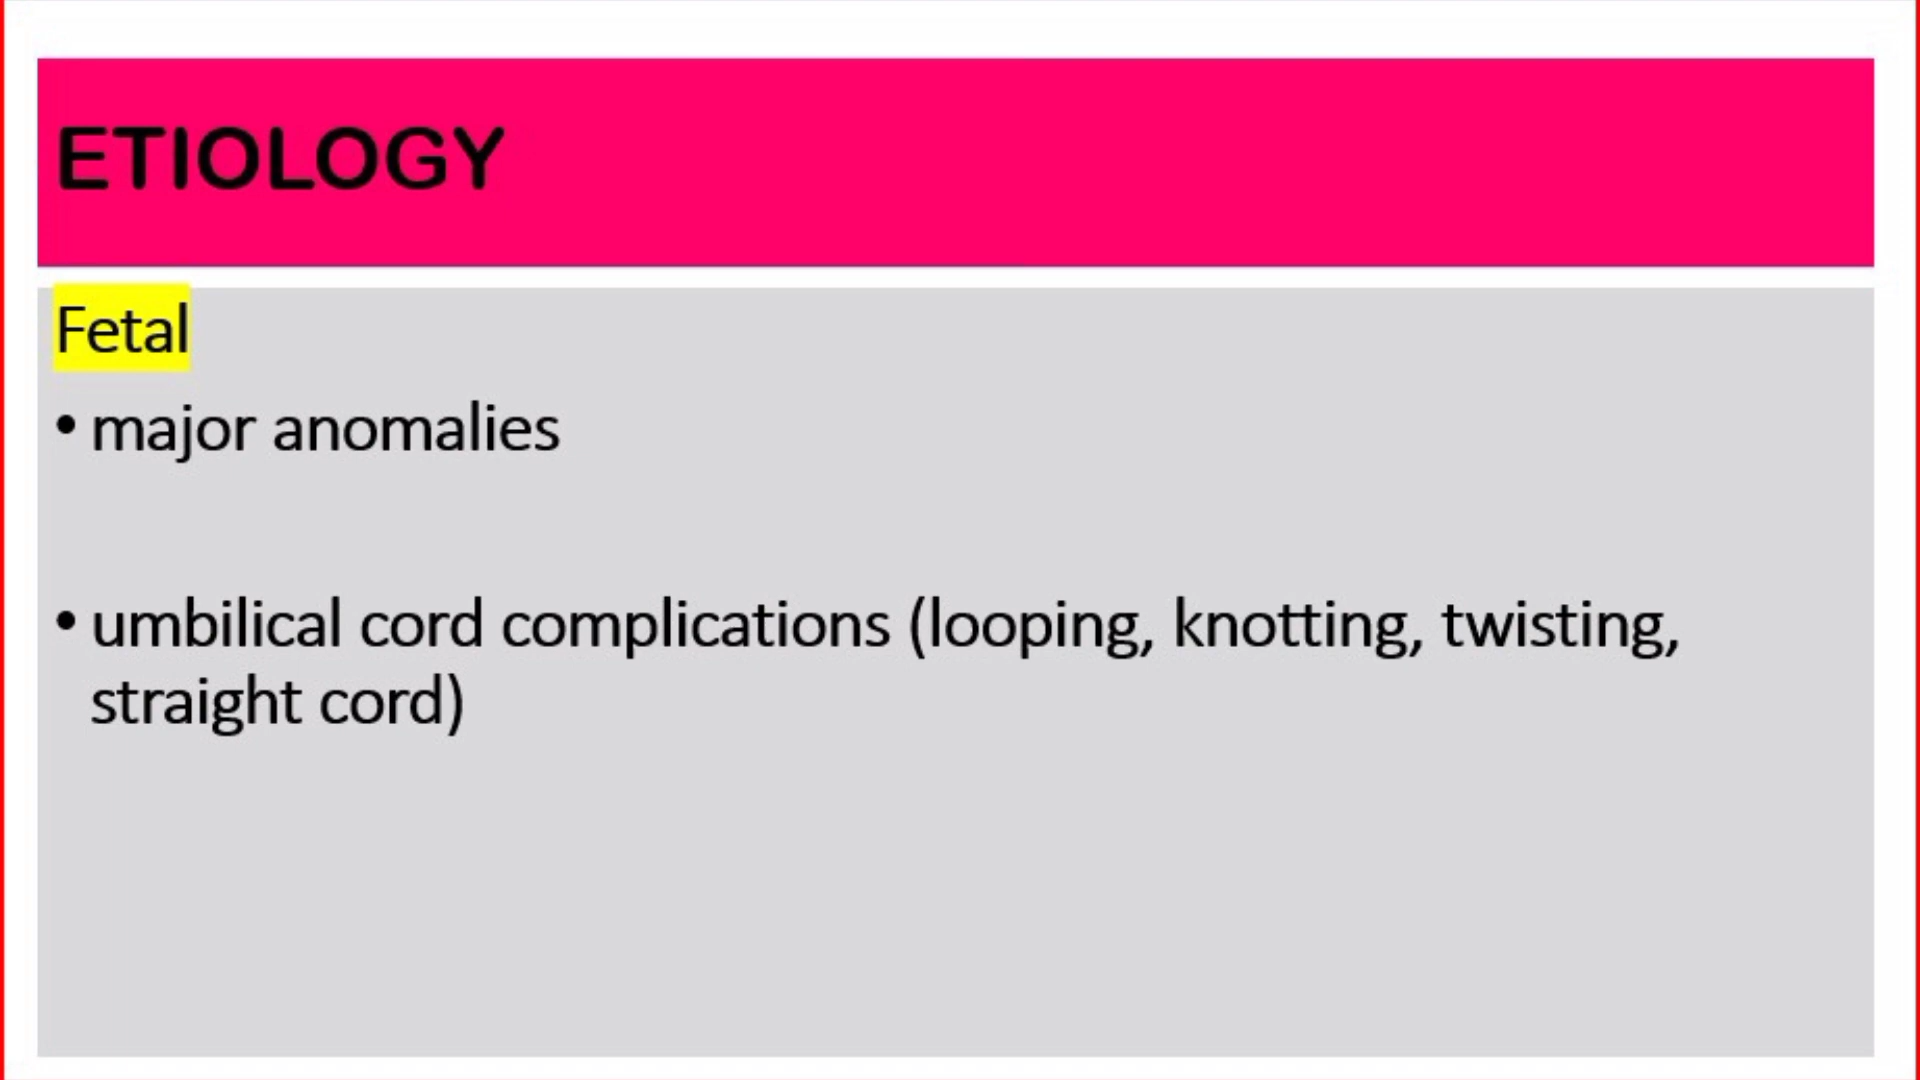 ETIOLOGY
Fetal
• major anomalies
• umbilical cord complications (looping, knotting, twisting,
straight cord)